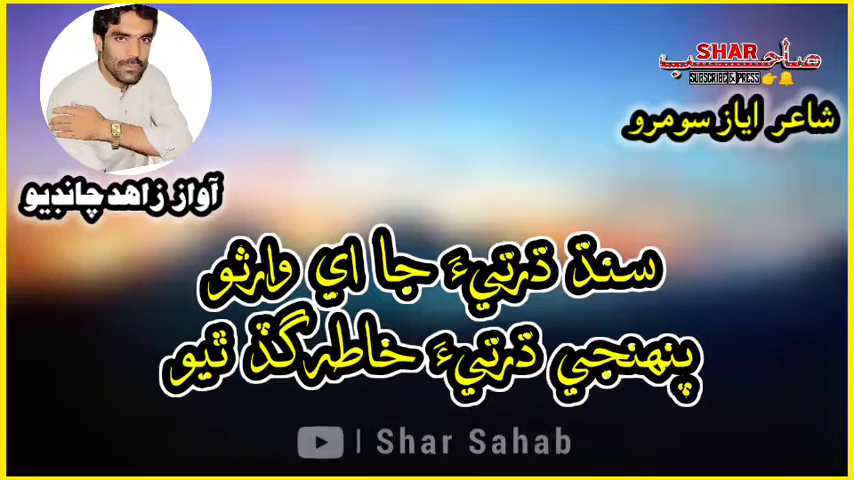 SHAR صاحب
SUBSCRIBE & PRESS
شاعر اياز سومرو
آواز زاهد چانڊيو
سنڌ ڌرتيءَ جا اي وارثو
پنهنجي ڌرتيءَ خاطر گڏ ٿيو
| Shar Sahab